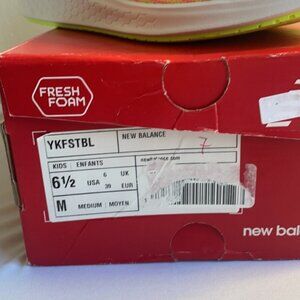 FRESH
FOAM
YKFSTBL
NEW BALANCE
KIDS ENFANTS
6½
6 UK
USA 39 EUR
M MEDIUM MOYEN
7
new bal